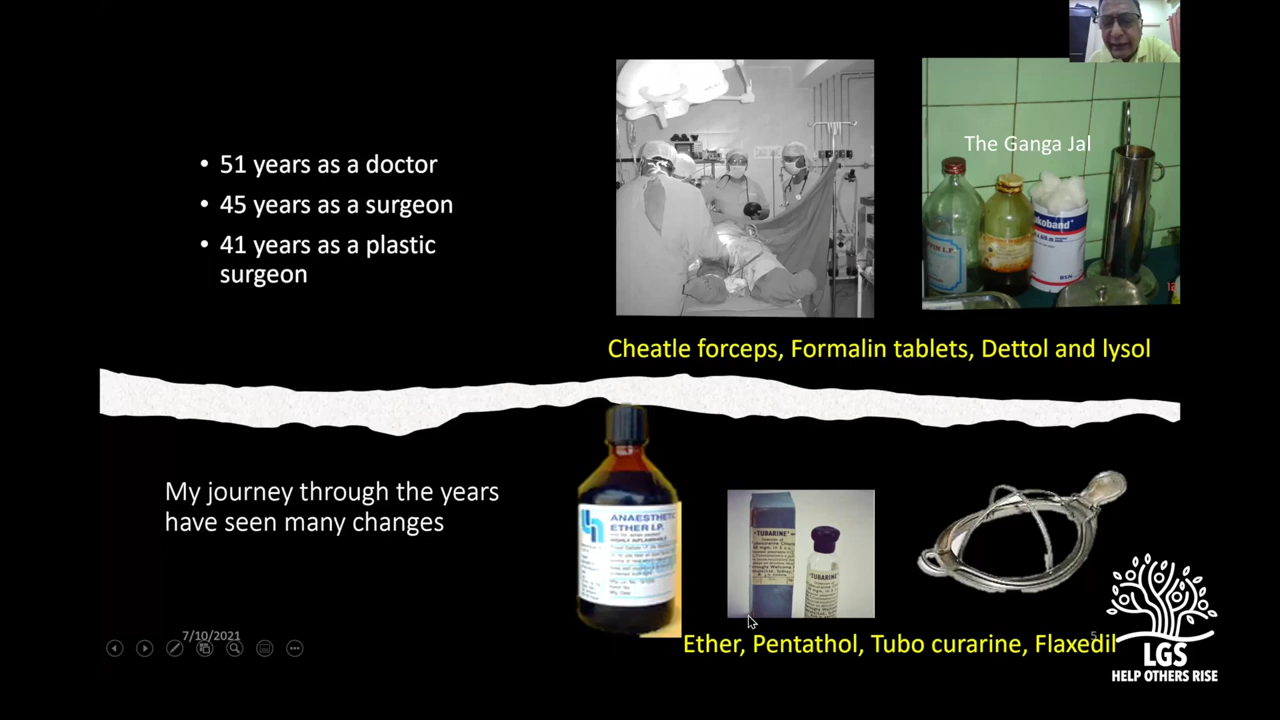 • 51 years as a doctor
• 45 years as a surgeon
• 41 years as a plastic
surgeon
The Ganga Jal
Cheatle forceps, Formalin tablets, Dettol and lysol
My journey through the years
have seen many changes
ANAESTHETIC
ETHER I.P.
"TUBARINE"
"TUBARINE"
Ether, Pentathol, Tubo curarine, Flaxedil
7/10/2021
5
LGS
HELP OTHERS RISE